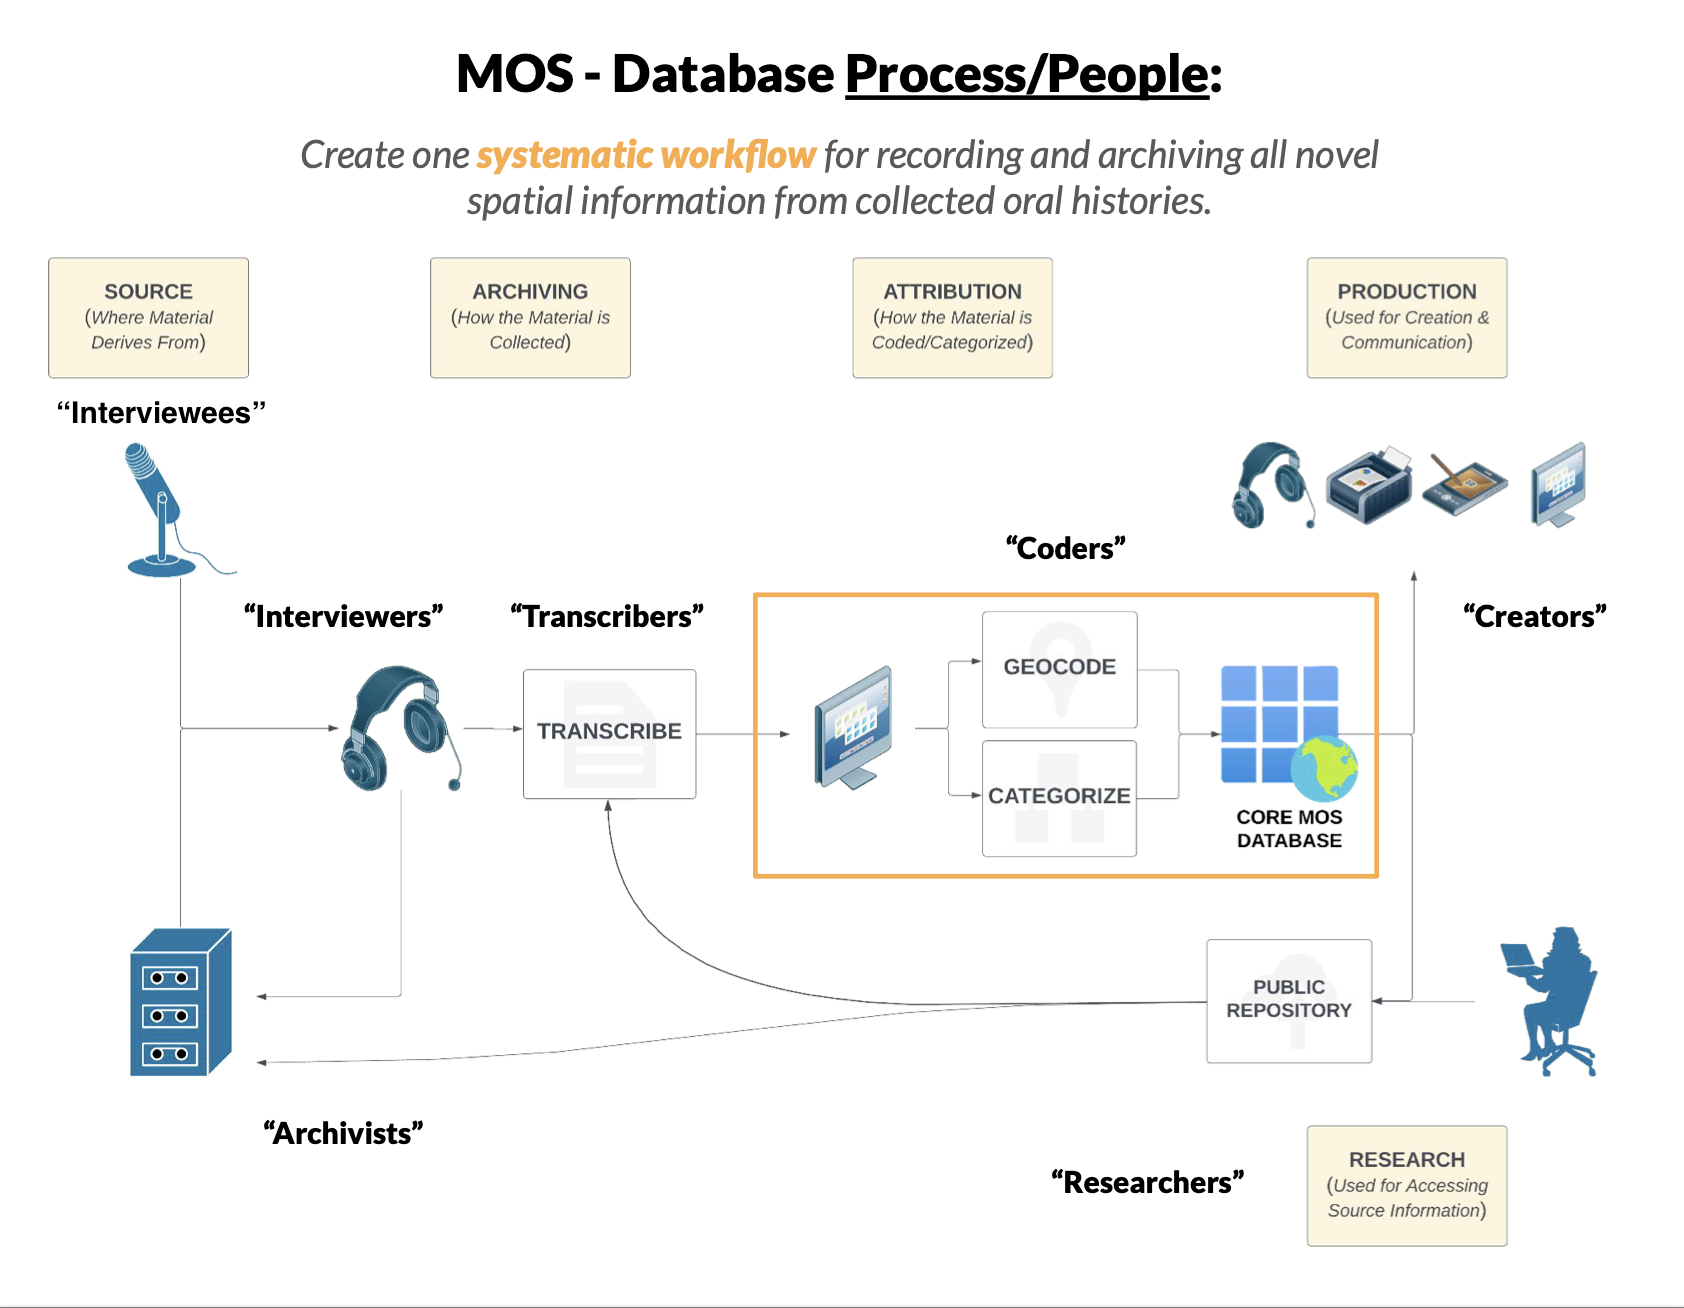 MOS - Database Process/People:
Create one systematic workflow for recording and archiving all novel
spatial information from collected oral histories.
SOURCE
(Where Material
Derives From)
ARCHIVING
(How the Material is
Collected)
ATTRIBUTION
(How the Material is
Coded/Categorized)
PRODUCTION
(Used for Creation &
Communication)
“Interviewees”
“Coders”
“Interviewers”
“Transcribers”
“Creators”
TRANSCRIBE
GEOCODE
CATEGORIZE
CORE MOS
DATABASE
PUBLIC
REPOSITORY
“Archivists”
“Researchers”
RESEARCH
(Used for Accessing
Source Information)